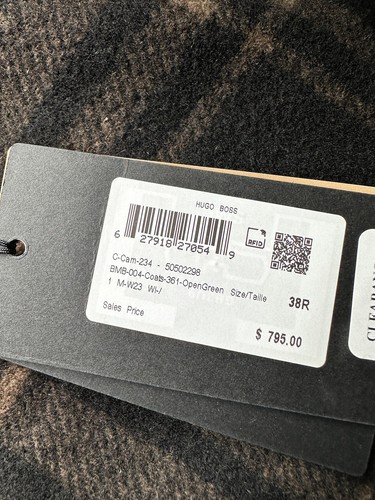 HUGO BOSS
6 27918 27054 9
RFID
C-Cam-234 - 50502298
BMB-004-Coats-361-OpenGreen Size/Taille
38R
1 M-W23 WI-/
Sales Price
$ 795.00